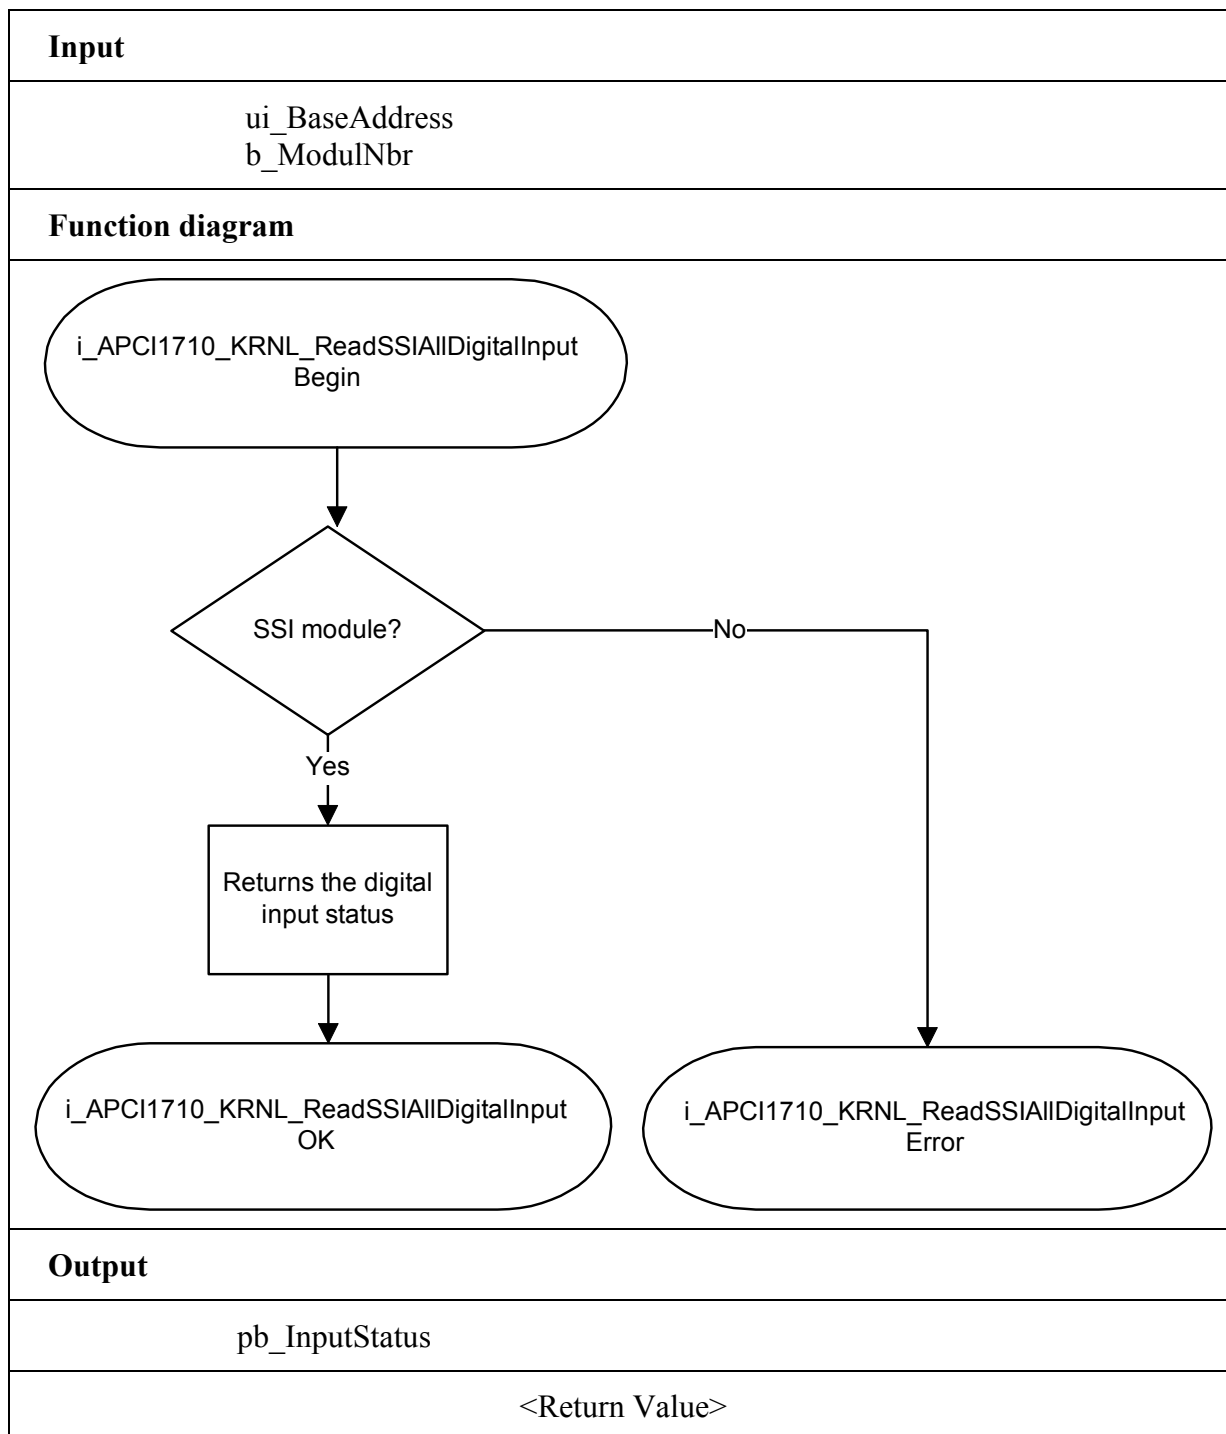 Input
ui_BaseAddress
b_ModulNbr
Function diagram
i_APCI1710_KRNL_ReadSSIAllDigitalInput
Begin
SSI module?
No
Yes
Returns the digital
input status
i_APCI1710_KRNL_ReadSSIAllDigitalInput
OK
i_APCI1710_KRNL_ReadSSIAllDigitalInput
Error
Output
pb_InputStatus
<Return Value>